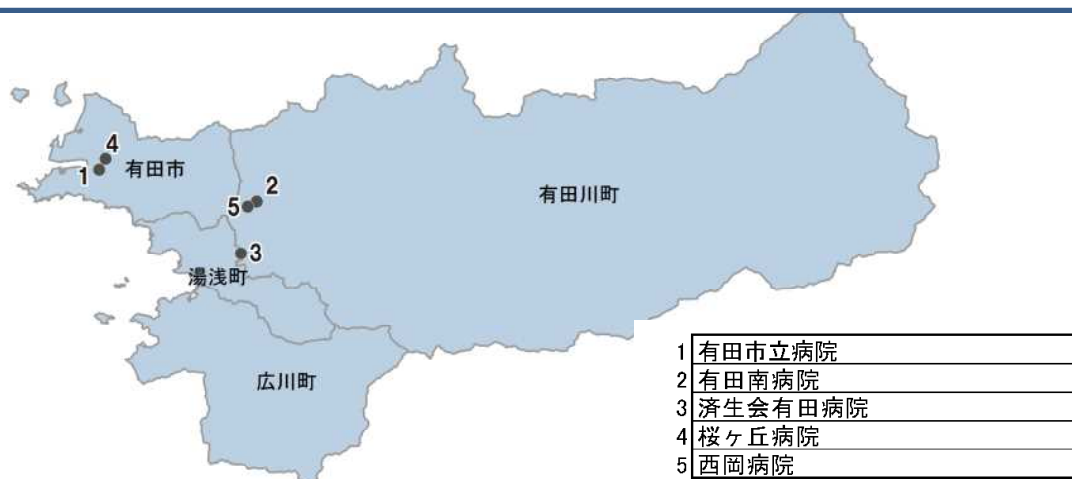 4
1
有田市
2
5
有田川町
3
湯浅町
広川町
1 有田市立病院
2 有田南病院
3 済生会有田病院
4 桜ヶ丘病院
5 西岡病院